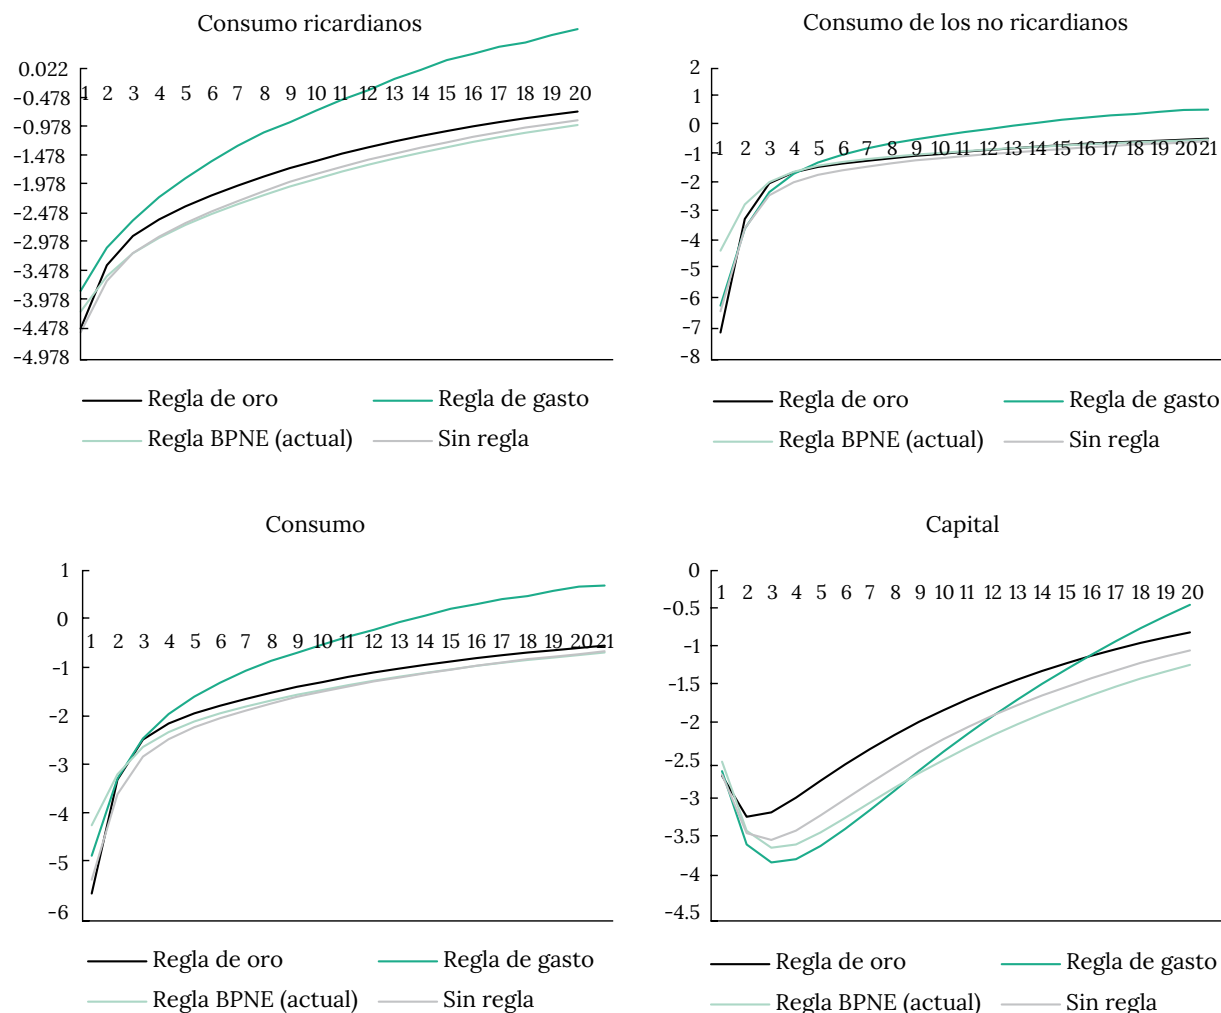 Consumo ricardianos
0.022
-0.478
-0.978
-1.478
-1.978
-2.478
-2.978
-3.478
-3.978
-4.478
-4.978
1 2 3 4 5 6 7 8 9 10 11 12 13 14 15 16 17 18 19 20
Regla de oro
Regla de gasto
Regla BPNE (actual)
Sin regla
Consumo de los no ricardianos
2
1
0
-1
-2
-3
-4
-5
-6
-7
-8
1 2 3 4 5 6 7 8 9 10 11 12 13 14 15 16 17 18 19 20 21
Regla de oro
Regla de gasto
Regla BPNE (actual)
Sin regla
Consumo
1
0
-1
-2
-3
-4
-5
-6
1 2 3 4 5 6 7 8 9 10 11 12 13 14 15 16 17 18 19 20 21
Regla de oro
Regla de gasto
Regla BPNE (actual)
Sin regla
Capital
0
-0.5
-1
-1.5
-2
-2.5
-3
-3.5
-4
-4.5
1 2 3 4 5 6 7 8 9 10 11 12 13 14 15 16 17 18 19 20
Regla de oro
Regla de gasto
Regla BPNE (actual)
Sin regla